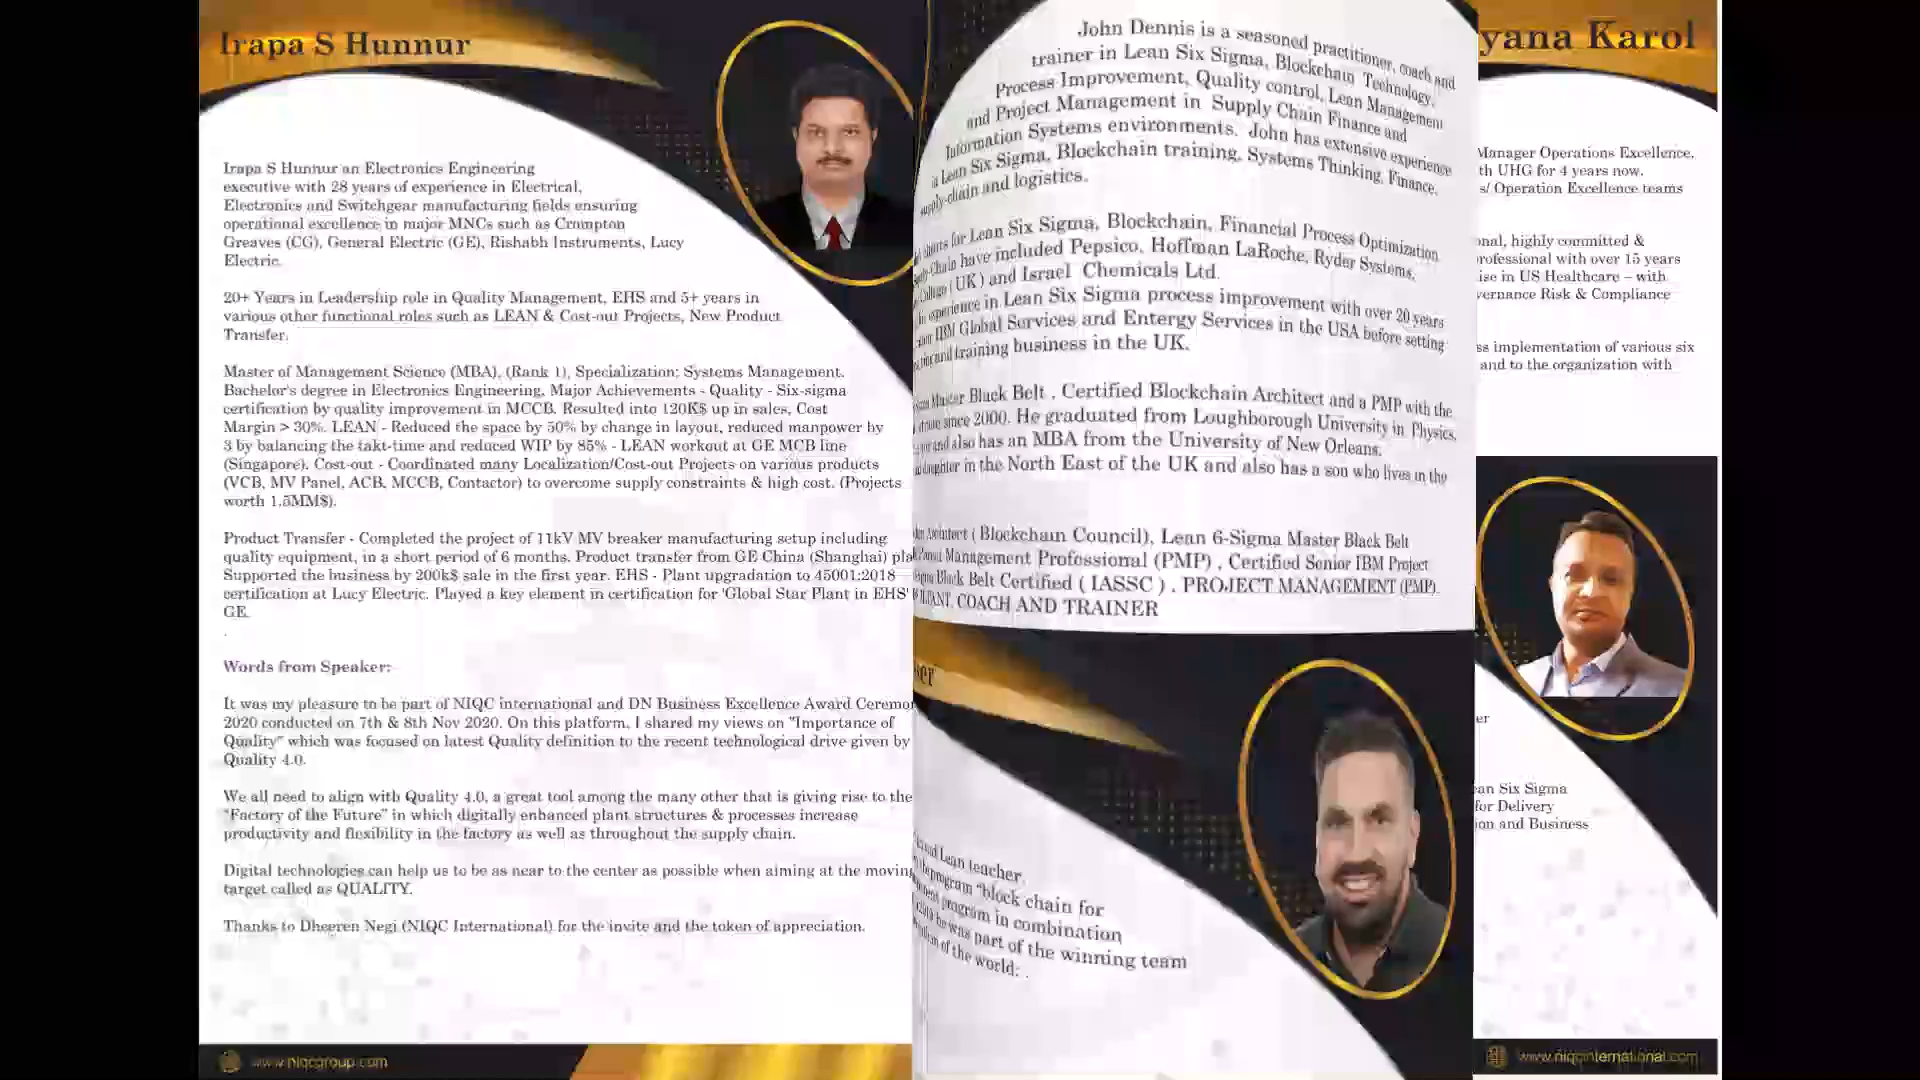 Irapa S Hunnur
Irapa S Hunnur an Electronics Engineering
executive with 28 years of experience in Electrical,
Electronics and Switchgear manufacturing fields ensuring
operational excellence in major MNCs such as Crompton
Greaves (CG), General Electric (GE), Rishabh Instruments, Lucy
Electric.
20+ Years in Leadership role in Quality Management, EHS and 5+ years in
various other functional roles such as LEAN & Cost-out Projects, New Product
Transfer.
Master of Management Science (MBA), (Rank 1), Specialization; Systems Management.
Bachelor's degree in Electronics Engineering, Major Achievements - Quality - Six-sigma
certification by quality improvement in MCCB. Resulted into 120K$ up in sales, Cost
Margin > 30%. LEAN - Reduced the space by 50% by change in layout, reduced manpower by
3 by balancing the takt-time and reduced WIP by 85% - LEAN workout at GE MCB line
(Singapore). Cost-out - Coordinated many Localization/Cost-out Projects on various products
(VCB, MV Panel, ACB, MCCB, Contactor) to overcome supply constraints & high cost. (Projects
worth 1.5MM$).
Product Transfer - Completed the project of 11kV MV breaker manufacturing setup including
quality equipment, in a short period of 6 months. Product transfer from GE China (Shanghai) pla
Supported the business by 200k$ sale in the first year. EHS - Plant upgradation to 45001:2018
certification at Lucy Electric. Played a key element in certification for 'Global Star Plant in EHS'
GE.
.
Words from Speaker:
It was my pleasure to be part of NIQC international and DN Business Excellence Award Ceremo
2020 conducted on 7th & 8th Nov 2020. On this platform, I shared my views on "Importance of
Quality" which was focused on latest Quality definition to the recent technological drive given by
Quality 4.0.
We all need to align with Quality 4.0, a great tool among the many other that is giving rise to the
"Factory of the Future" in which digitally enhanced plant structures & processes increase
productivity and flexibility in the factory as well as throughout the supply chain.
Digital technologies can help us to be as near to the center as possible when aiming at the moving
target called as QUALITY.
Thanks to Dheeren Negi (NIQC International) for the invite and the token of appreciation.
www.niqcgroup.com
John Dennis is a seasoned practitioner, coach and
trainer in Lean Six Sigma, Blockchain Technology,
Process Improvement, Quality control, Lean Management
and Project Management in Supply Chain Finance and
Information Systems environments. John has extensive experience
Lean Six Sigma, Blockchain training, Systems Thinking, Finance,
supply-chain and logistics.
for Lean Six Sigma, Blockchain, Financial Process Optimization
have included Pepsico, Hoffman LaRoche, Ryder Systems,
(UK) and Israel Chemicals Ltd.
experience in Lean Six Sigma process improvement with over 20 years
IBM Global Services and Entergy Services in the USA before setting
and training business in the UK.
Master Black Belt , Certified Blockchain Architect and a PMP with the
since 2000. He graduated from Loughborough University in Physics,
and also has an MBA from the University of New Orleans.
daughter in the North East of the UK and also has a son who lives in the
Architect ( Blockchain Council), Lean 6-Sigma Master Black Belt
Management Professional (PMP) , Certified Senior IBM Project
Black Belt Certified ( IASSC ) , PROJECT MANAGEMENT (PMP).
COACH AND TRAINER
and Lean teacher.
program "block chain for
program in combination
he was part of the winning team
of the world: .
yana Karol
Manager Operations Excellence.
th UHG for 4 years now.
s/ Operation Excellence teams
onal, highly committed &
rofessional with over 15 years
ise in US Healthcare – with
vernance Risk & Compliance
ss implementation of various six
and to the organization with
er
an Six Sigma
for Delivery
on and Business
www.niqcinternational.com